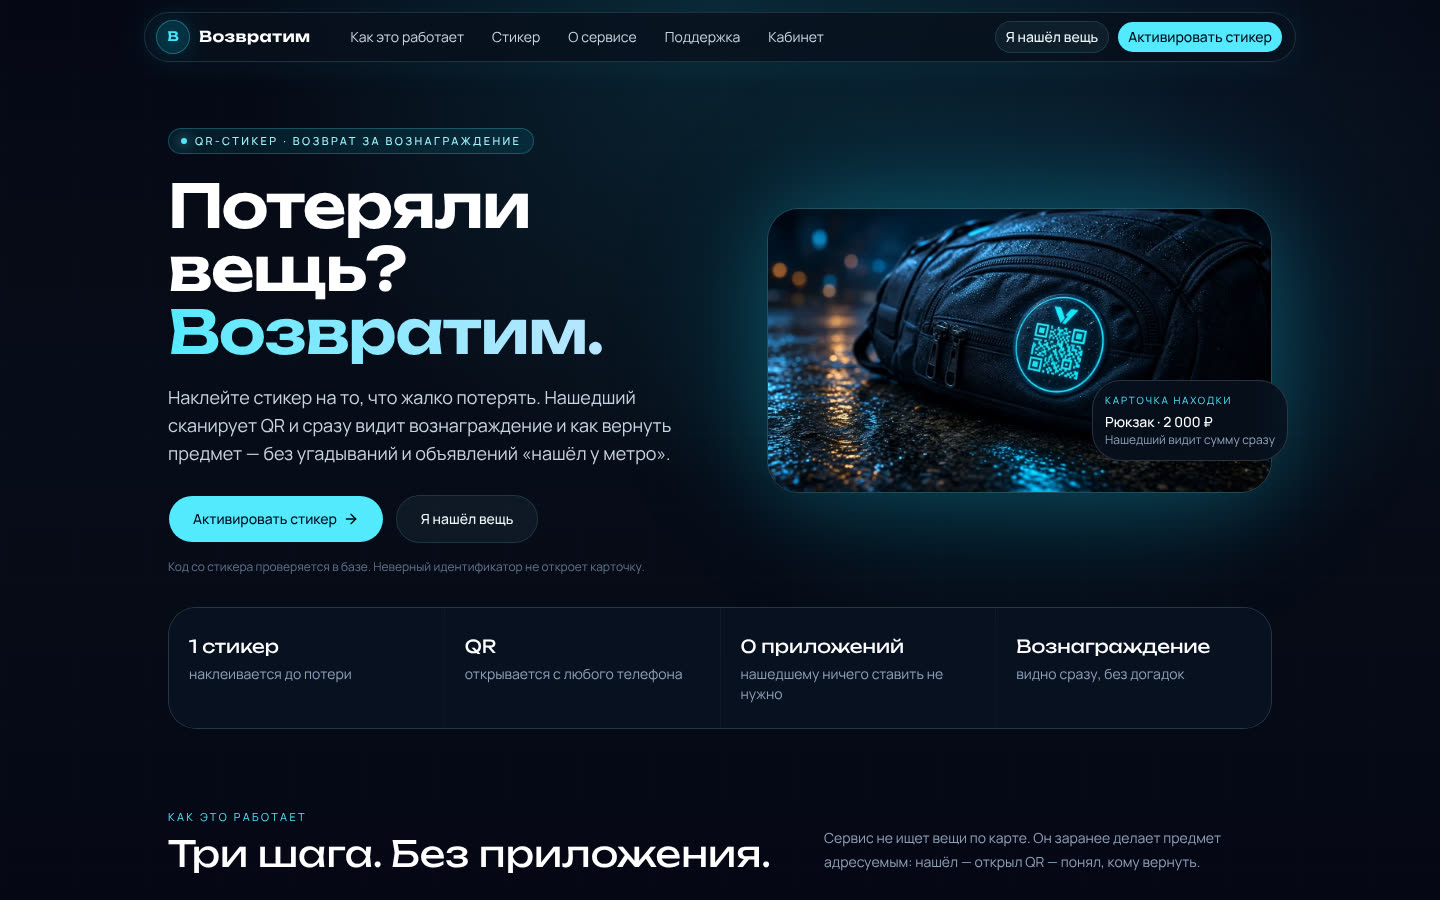 В Возвратим Как это работает Стикер О сервисе Поддержка Кабинет Я нашёл вещь Активировать стикер
QR-СТИКЕР · ВОЗВРАТ ЗА ВОЗНАГРАЖДЕНИЕ
Потеряли
вещь?
Возвратим.
Наклейте стикер на то, что жалко потерять. Нашедший
сканирует QR и сразу видит вознаграждение и как вернуть
предмет — без угадываний и объявлений «нашёл у метро».
Активировать стикер → Я нашёл вещь
Код со стикера проверяется в базе. Неверный идентификатор не откроет карточку.
КАРТОЧКА НАХОДКИ
Рюкзак · 2 000 ₽
Нашедший видит сумму сразу
1 стикер
наклеивается до потери
QR
открывается с любого телефона
0 приложений
нашедшему ничего ставить не
нужно
Вознаграждение
видно сразу, без догадок
КАК ЭТО РАБОТАЕТ
Три шага. Без приложения.
Сервис не ищет вещи по карте. Он заранее делает предмет
адресуемым: нашёл — открыл QR — понял, кому вернуть.